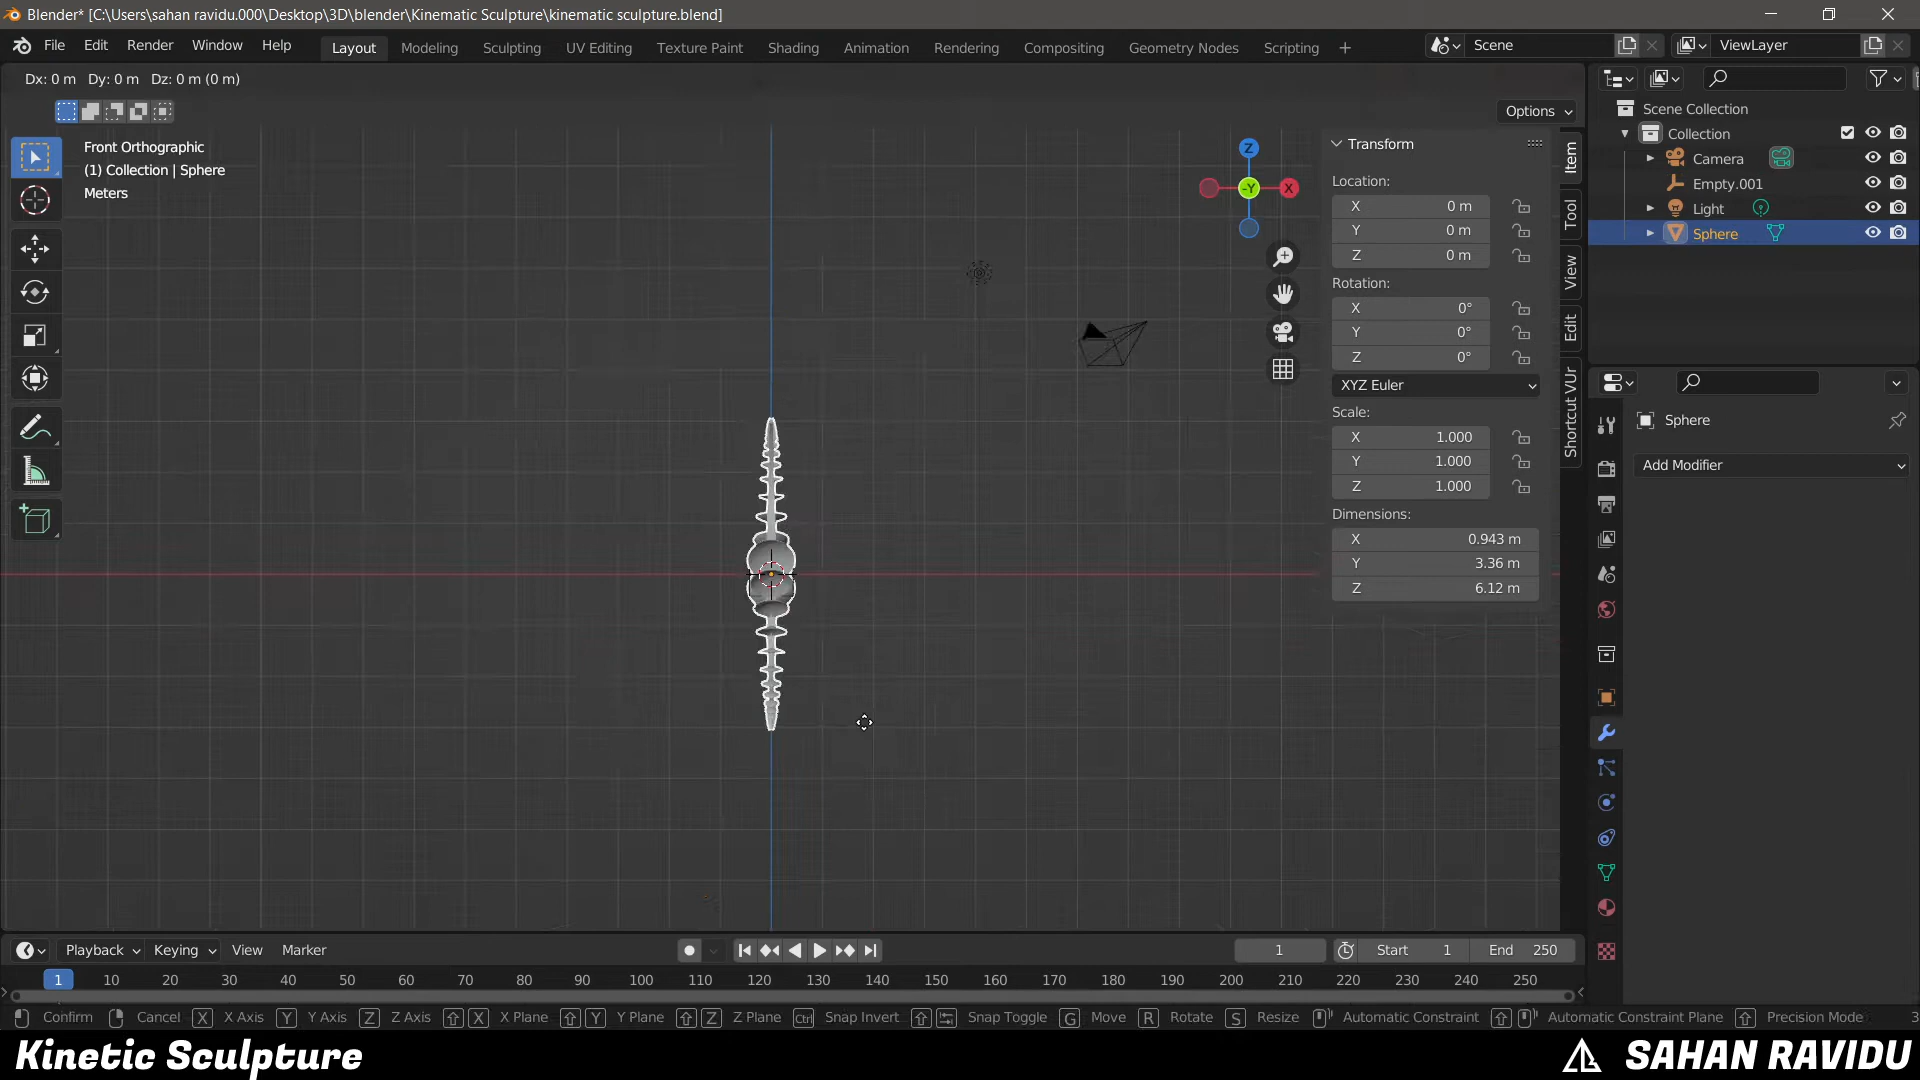 Blender* [C:\Users\sahan ravidu.000\Desktop\3D\blender\Kinematic Sculpture\kinematic sculpture.blend]
File Edit Render Window Help Layout Modeling Sculpting UV Editing Texture Paint Shading Animation Rendering Compositing Geometry Nodes Scripting + Scene ViewLayer
Dx: 0 m Dy: 0 m Dz: 0 m (0 m)
Options
Front Orthographic
(1) Collection | Sphere
Meters
Z
-Y
X
Transform
Location:
X 0 m
Y 0 m
Z 0 m
Rotation:
X 0°
Y 0°
Z 0°
XYZ Euler
Scale:
X 1.000
Y 1.000
Z 1.000
Dimensions:
X 0.943 m
Y 3.36 m
Z 6.12 m
Item
Tool
View
Edit
Shortcut VUr
Scene Collection
Collection
Camera
Empty.001
Light
Sphere
Sphere
Add Modifier
Playback Keying View Marker 1 Start 1 End 250
1 10 20 30 40 50 60 70 80 90 100 110 120 130 140 150 160 170 180 190 200 210 220 230 240 250
Confirm Cancel X X Axis Y Y Axis Z Z Axis X X Plane Y Y Plane Z Z Plane Ctrl Snap Invert Snap Toggle G Move R Rotate S Resize Automatic Constraint Automatic Constraint Plane Precision Mode 3
Kinetic Sculpture
SAHAN RAVIDU